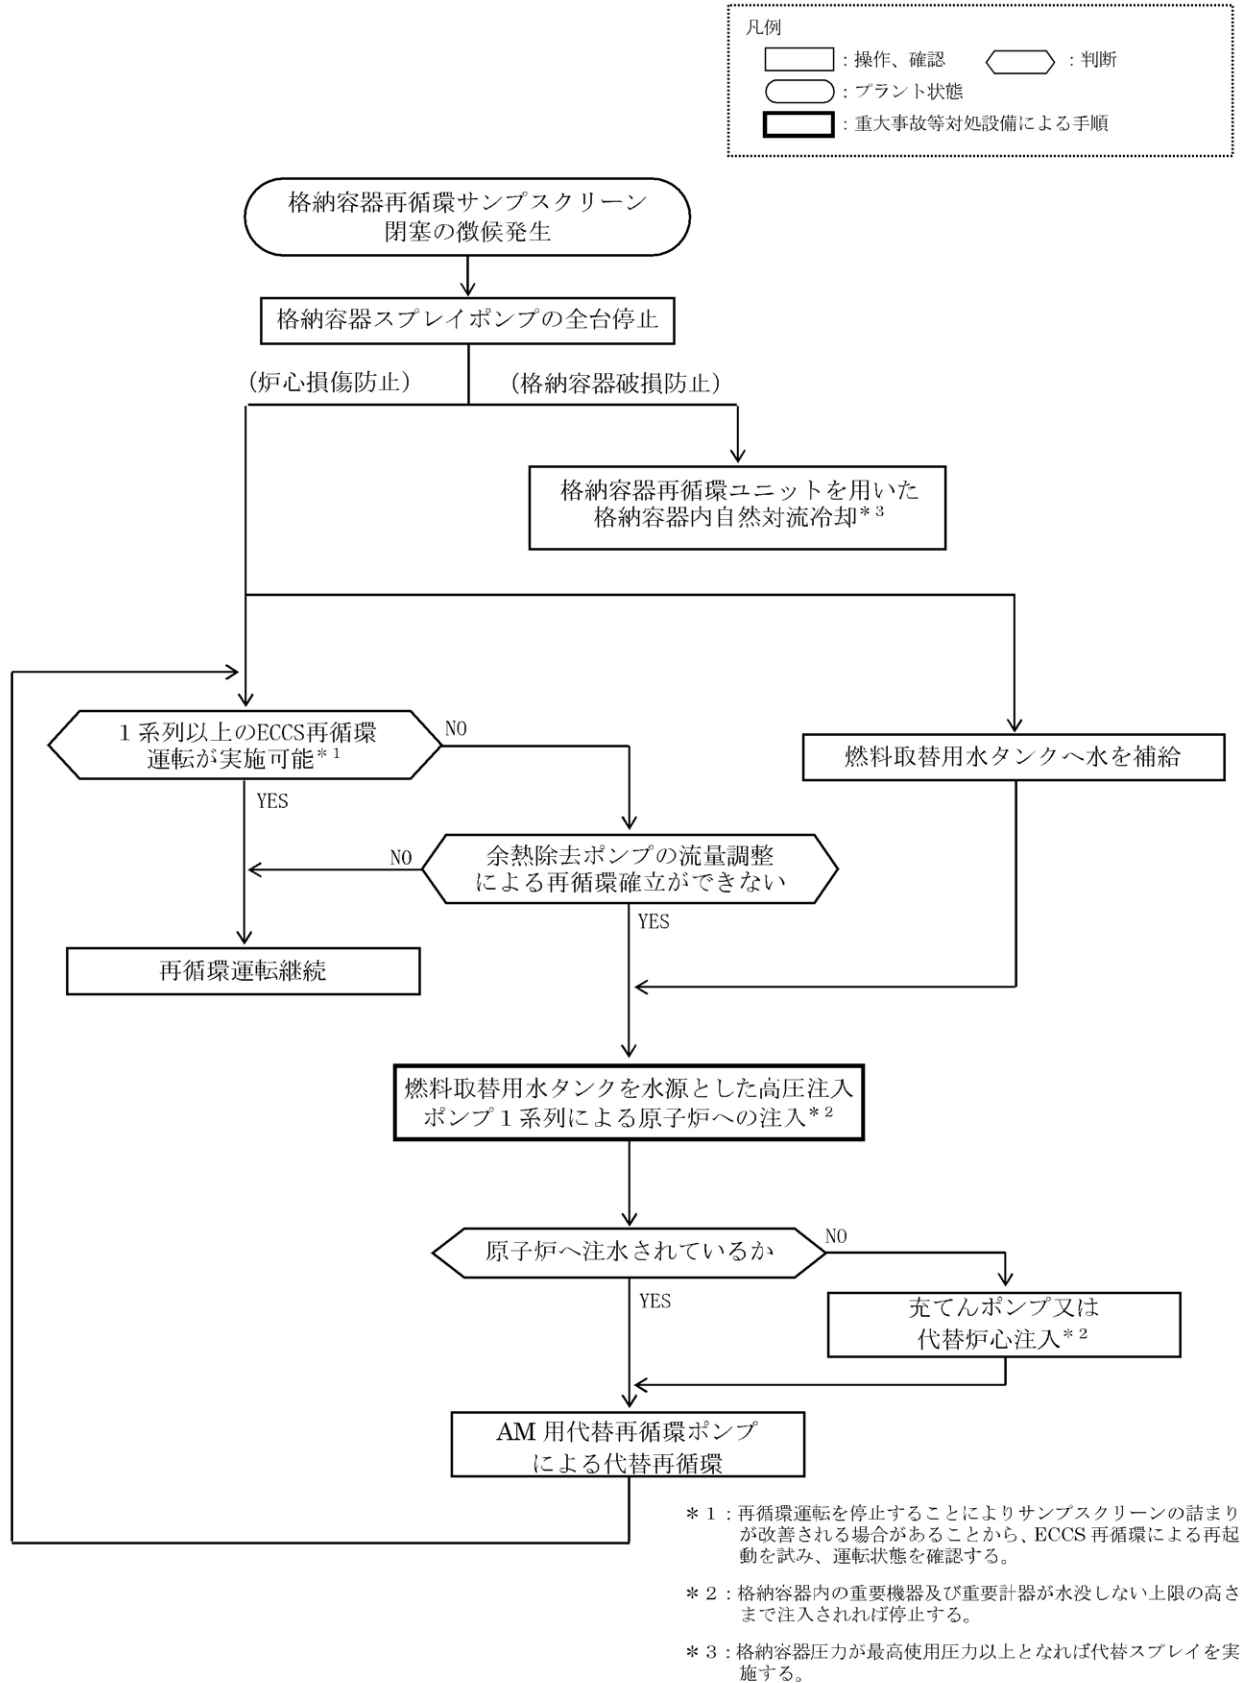 凡例
：操作、確認
：判断
：プラント状態
：重大事故等対処設備による手順
格納容器再循環サンプスクリーン
閉塞の徴候発生
格納容器スプレイポンプの全台停止
（炉心損傷防止）
（格納容器破損防止）
格納容器再循環ユニットを用いた
格納容器内自然対流冷却＊３
１系列以上のECCS再循環
運転が実施可能＊１
NO
YES
燃料取替用水タンクへ水を補給
余熱除去ポンプの流量調整
による再循環確立ができない
NO
YES
再循環運転継続
燃料取替用水タンクを水源とした高圧注入
ポンプ１系列による原子炉への注入＊２
原子炉へ注水されているか
NO
YES
充てんポンプ又は
代替炉心注入＊２
AM 用代替再循環ポンプ
による代替再循環
＊１：再循環運転を停止することによりサンプスクリーンの詰まり
が改善される場合があることから、ECCS 再循環による再起
動を試み、運転状態を確認する。
＊２：格納容器内の重要機器及び重要計器が水没しない上限の高さ
まで注入されれば停止する。
＊３：格納容器圧力が最高使用圧力以上となれば代替スプレイを実
施する。